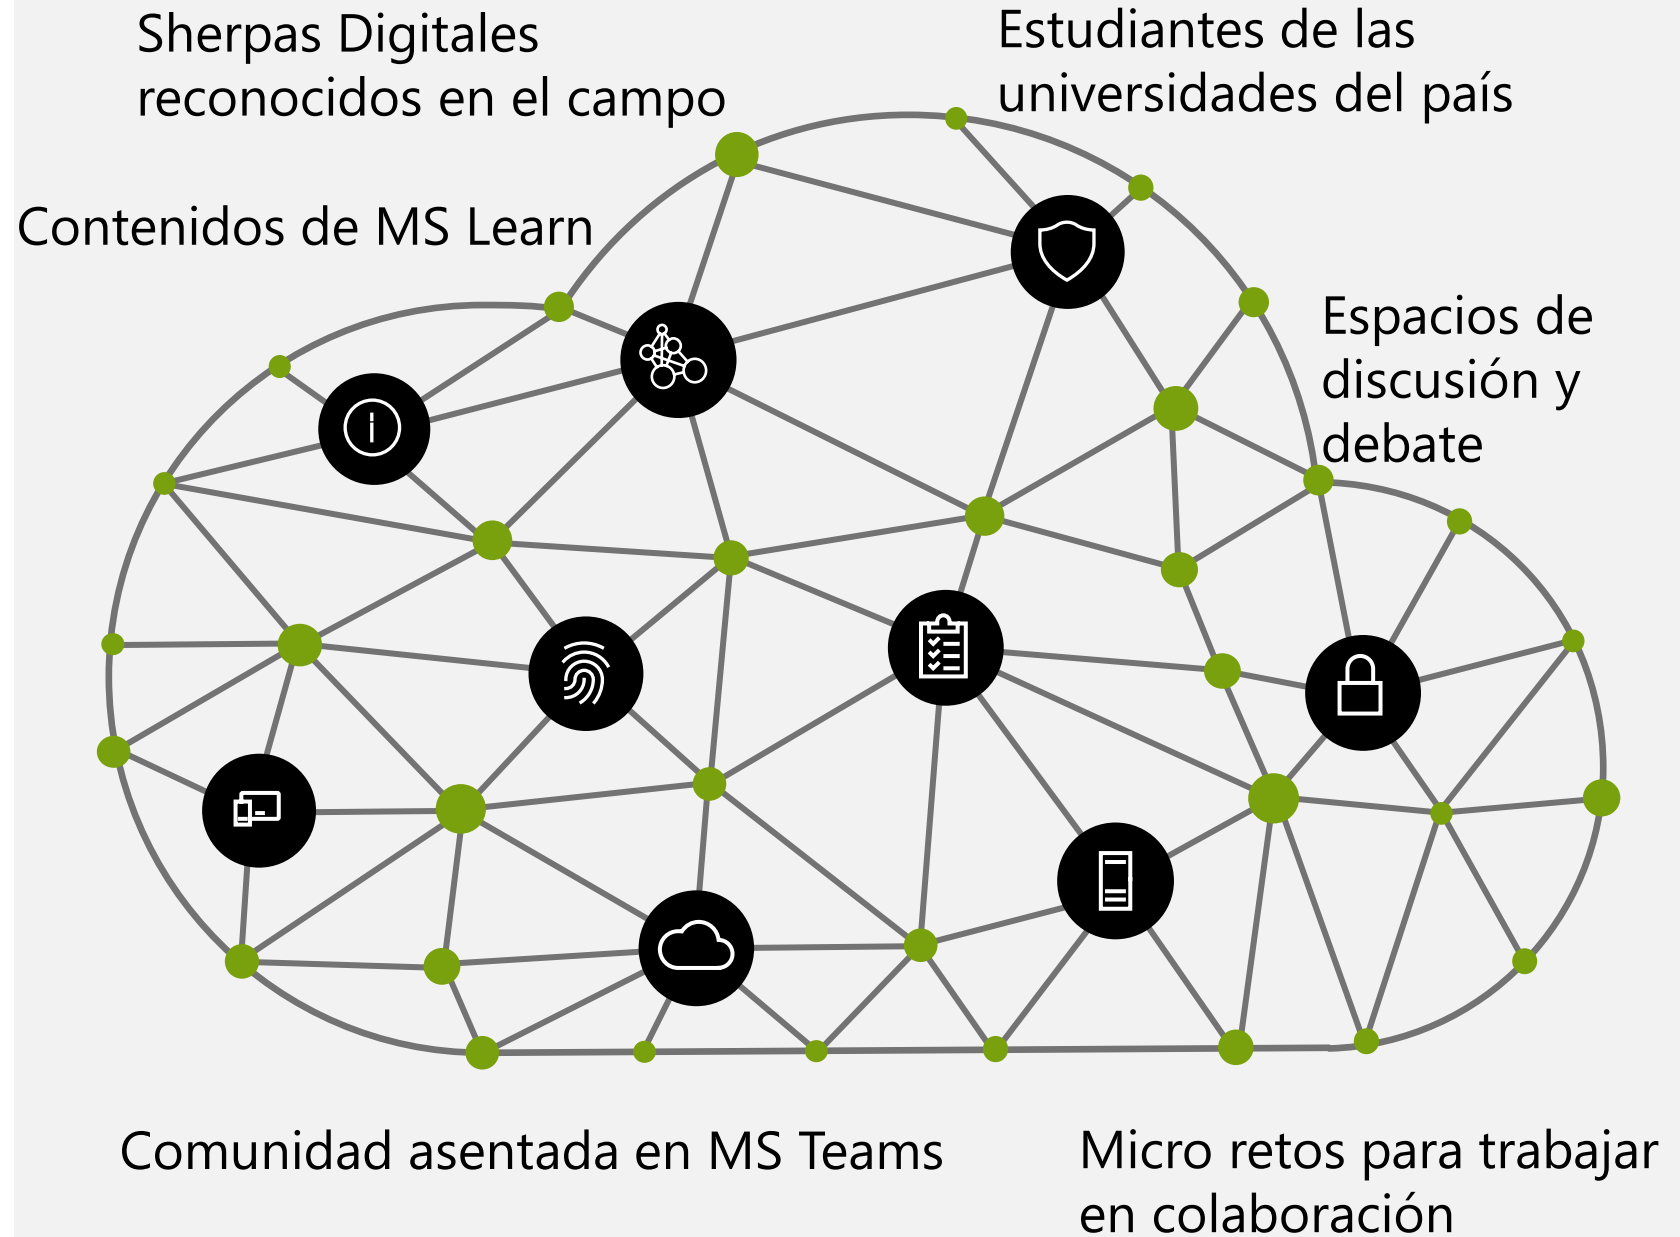 Sherpas Digitales
reconocidos en el campo
Estudiantes de las
universidades del país
Contenidos de MS Learn
Espacios de
discusión y
debate
Comunidad asentada en MS Teams
Micro retos para trabajar
en colaboración